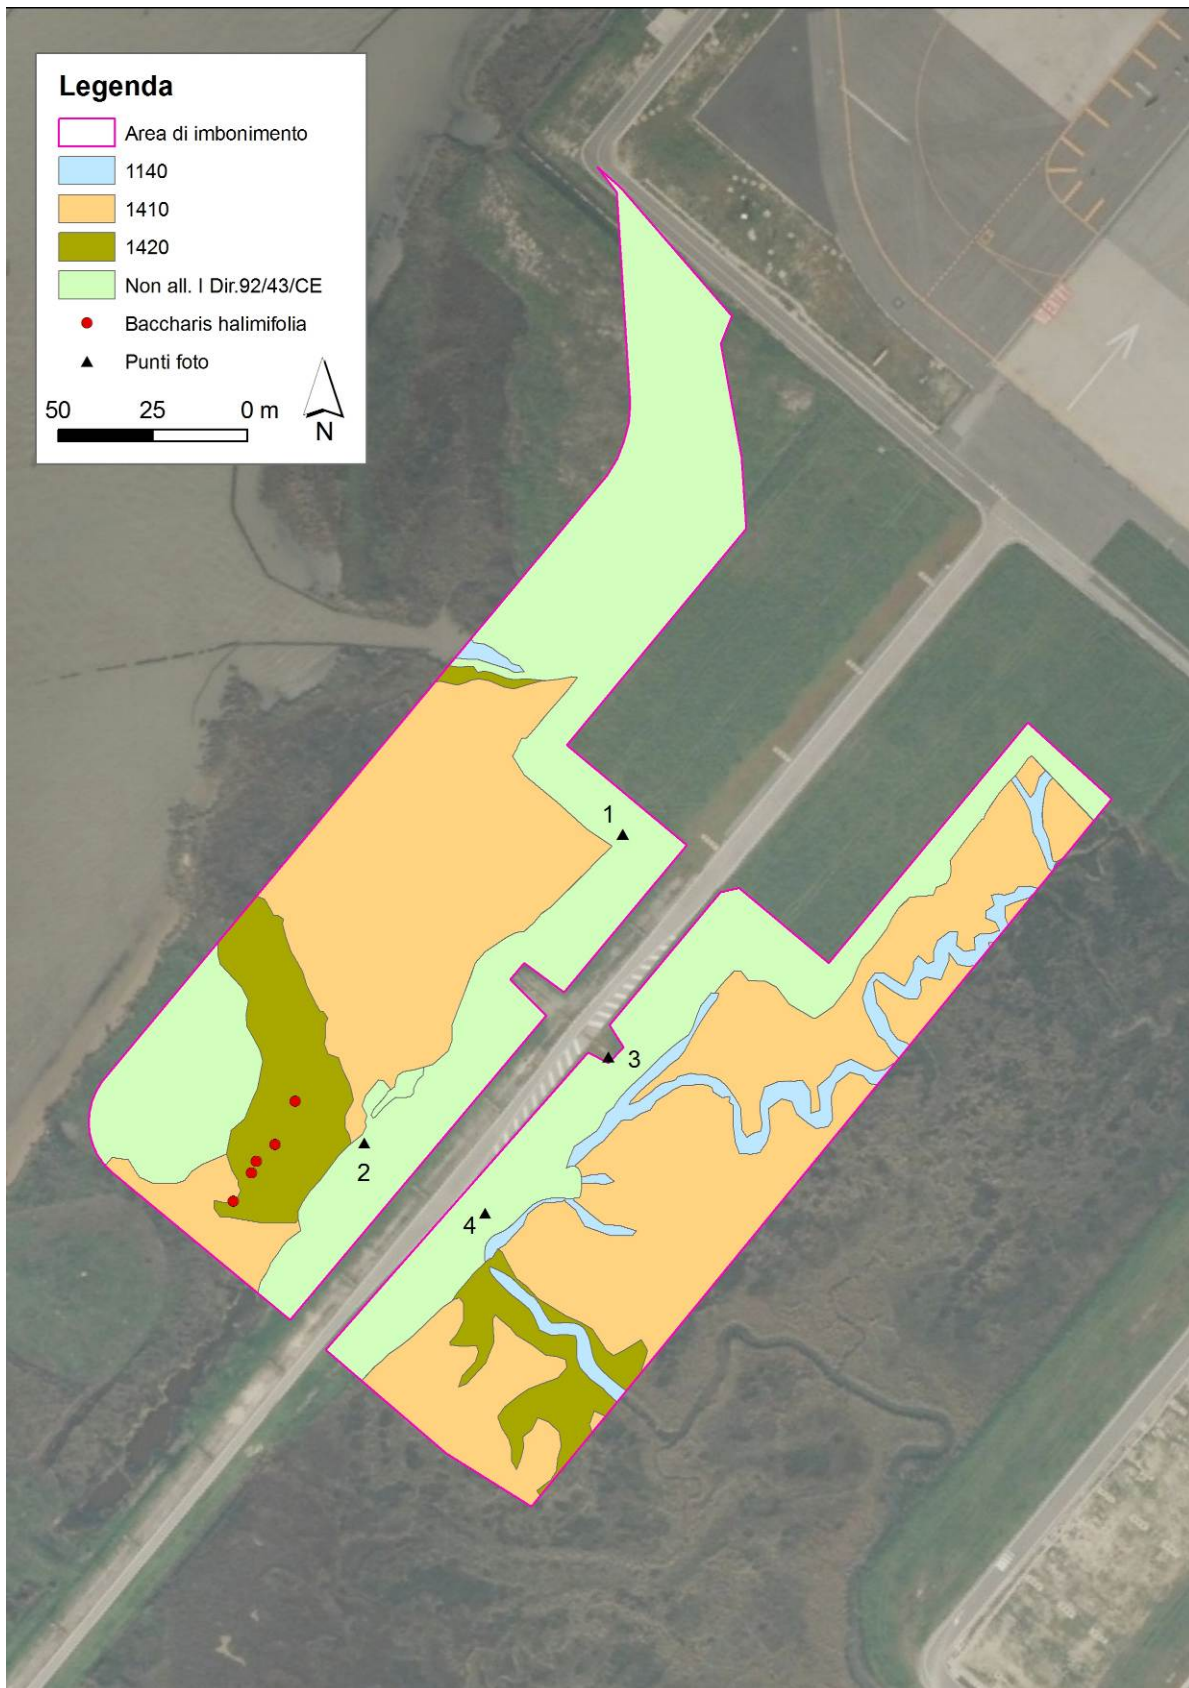 Legenda
Area di imbonimento
1140
1410
1420
Non all. I Dir.92/43/CE
Baccharis halimifolia
Punti foto
50 25 0 m
N
1
3
2
4